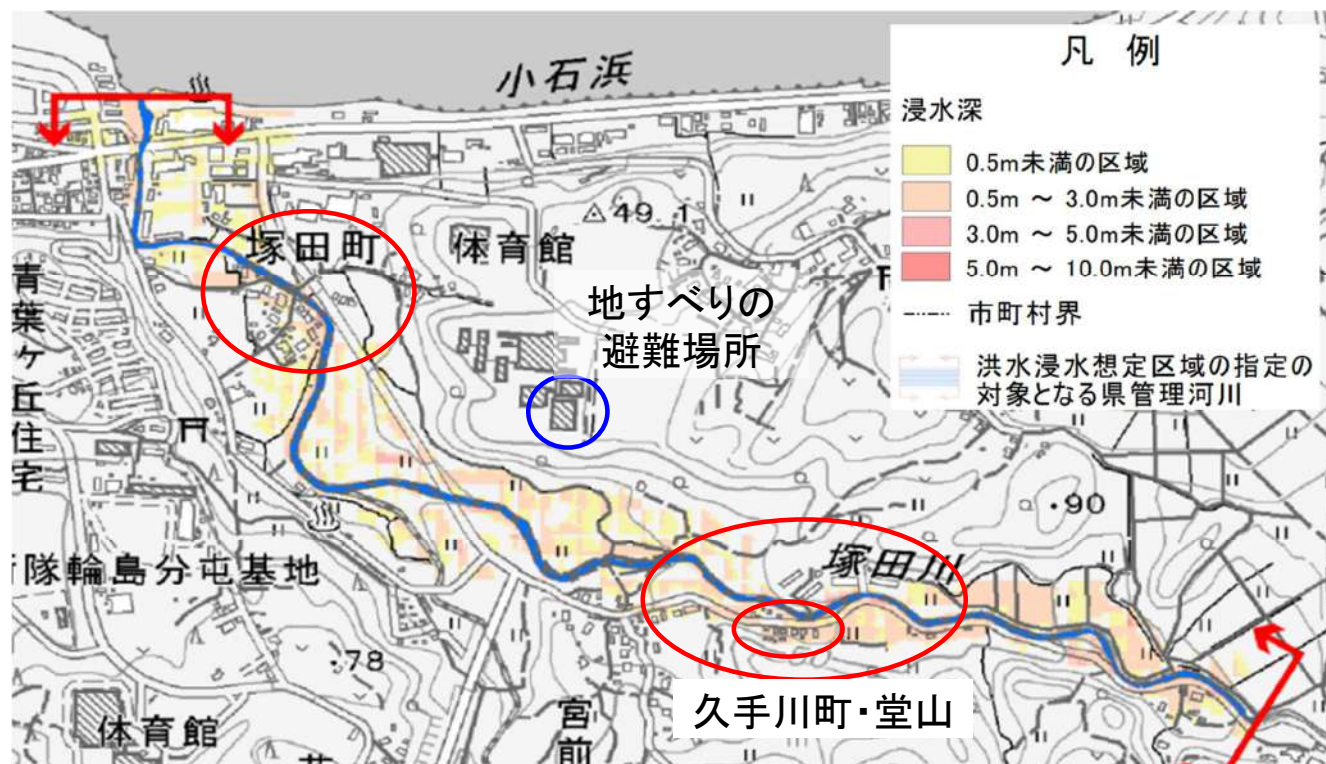 小石浜
凡 例
浸水深
0.5m未満の区域
0.5m ～ 3.0m未満の区域
3.0m ～ 5.0m未満の区域
5.0m ～ 10.0m未満の区域
市町村界
洪水浸水想定区域の指定の
対象となる県管理河川
49.1
塚田町
体育館
地すべりの
避難場所
青葉ヶ丘住宅
・90
隊輪島分屯基地
塚田川
・78
久手川町・堂山
体育館
宮前